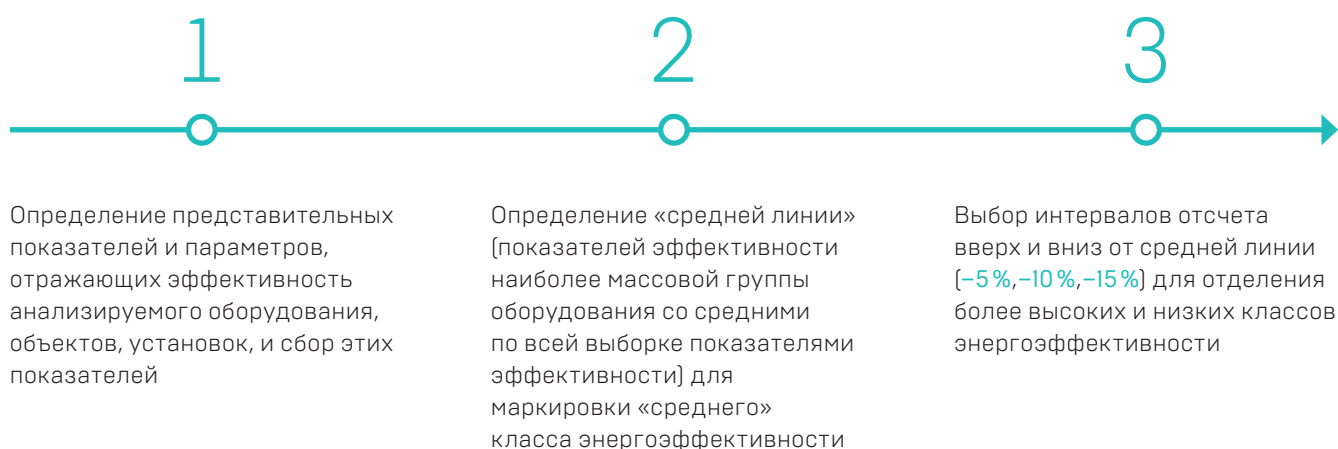 1
2
3
Определение представительных
показателей и параметров,
отражающих эффективность
анализируемого оборудования,
объектов, установок, и сбор этих
показателей
Определение «средней линии»
(показателей эффективности
наиболее массовой группы
оборудования со средними
по всей выборке показателями
эффективности) для
маркировки «среднего»
класса энергоэффективности
Выбор интервалов отсчета
вверх и вниз от средней линии
(–5 %,–10 %,–15 %) для отделения
более высоких и низких классов
энергоэффективности